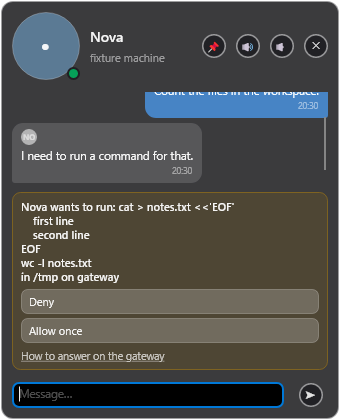 Nova
fixture machine
Count the files in the workspace.
20:30
NO
I need to run a command for that.
20:30
Nova wants to run: cat > notes.txt <<'EOF'
first line
second line
EOF
wc -l notes.txt
in /tmp on gateway
Deny
Allow once
How to answer on the gateway
Message...